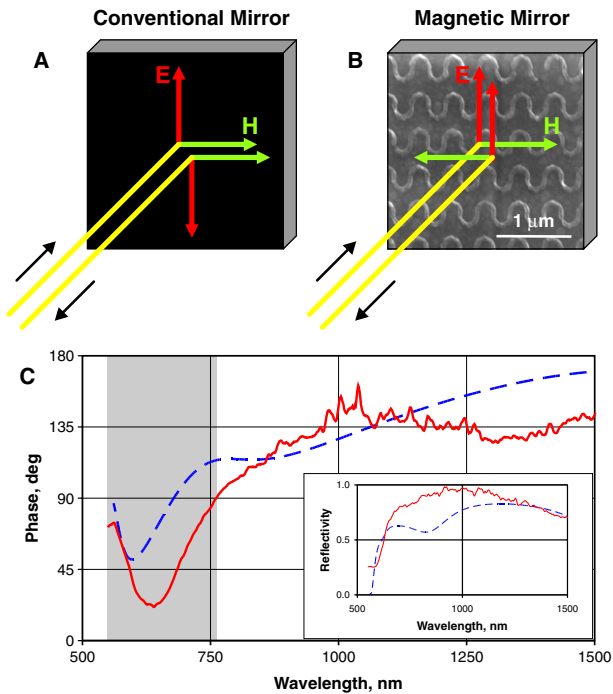 Conventional Mirror
Magnetic Mirror
A
E
H
B
E
H
1 μm
C
Phase, deg
180
135
90
45
0
500
750
1000
1250
1500
Wavelength, nm
Reflectivity
1.0
0.5
0.0
500
1000
1500
Wavelength, nm